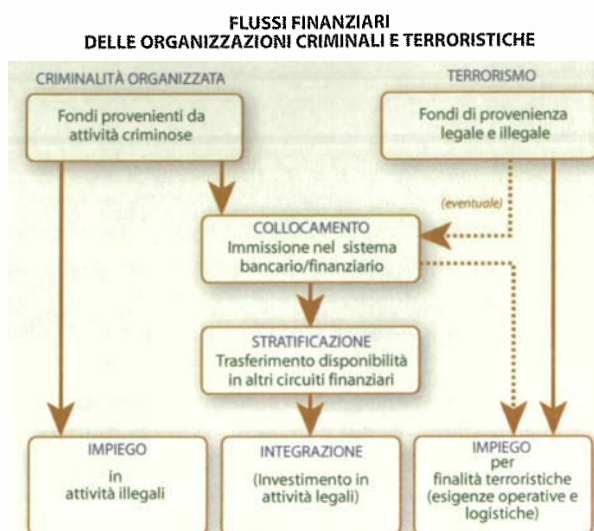 FLUSSI FINANZIARI
DELLE ORGANIZZAZIONI CRIMINALI E TERRORISTICHE
CRIMINALITÀ ORGANIZZATA
TERRORISMO
Fondi provenienti da
attività criminose
Fondi di provenienza
legale e illegale
(eventuale)
COLLOCAMENTO
Immissione nel sistema
bancario/finanziario
STRATIFICAZIONE
Trasferimento disponibilità
in altri circuiti finanziari
IMPIEGO
in
attività illegali
INTEGRAZIONE
(Investimento in
attività legali)
IMPIEGO
per
finalità terroristiche
(esigenze operative e
logistiche)